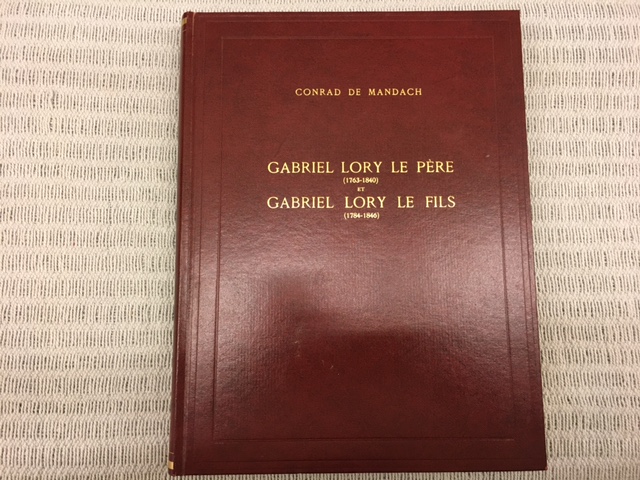 CONRAD DE MANDACH
GABRIEL LORY LE PÈRE
(1763-1840)
ET
GABRIEL LORY LE FILS
(1784-1846)